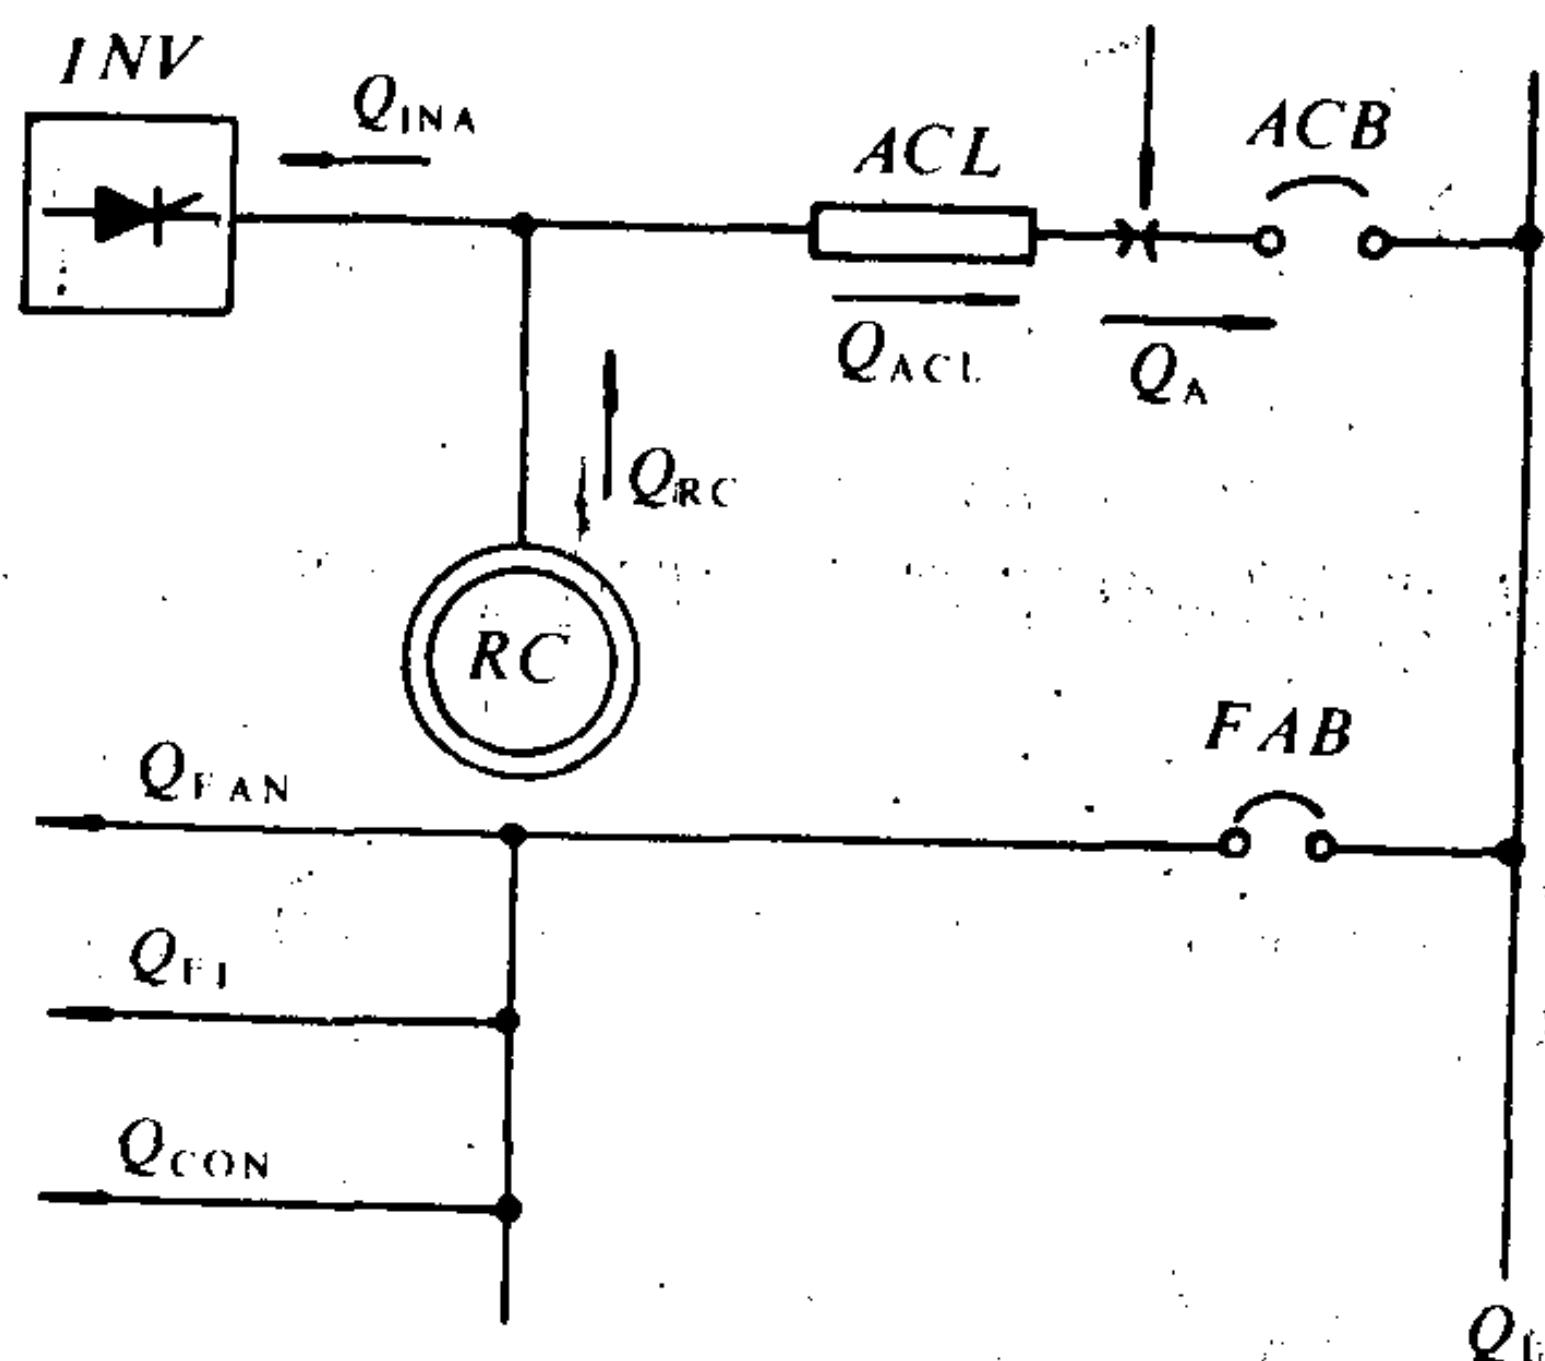 INV
Q_INA
ACL
ACB
Q_ACL
Q_A
Q_RC
RC
FAB
Q_FAN
Q_FI
Q_CON